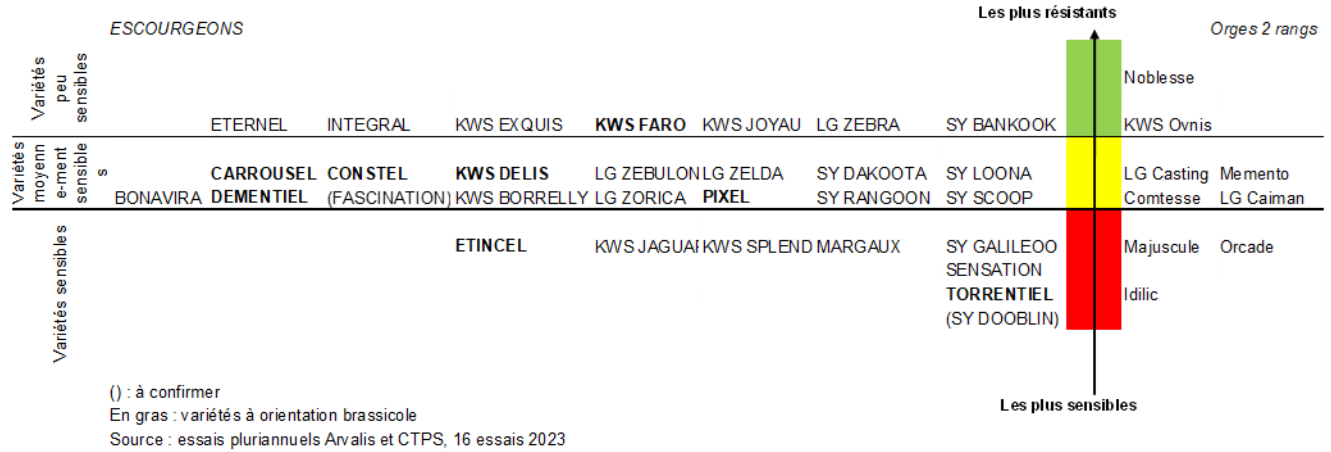 Les plus résistants
ESCOURGEONS Orges 2 rangs
Variétés
peu
sensibles
Noblesse
ETERNEL INTEGRAL KWS EXQUIS KWS FARO KWS JOYAU LG ZEBRA SY BANKOOK KWS Ovnis
Variétés
moyenn
e-ment
sensible
s
CARROUSEL CONSTEL KWS DELIS LG ZEBULON LG ZELDA SY DAKOOTA SY LOONA LG Casting Memento
BONAVIRA DEMENTIEL (FASCINATION) KWS BORRELLY LG ZORICA PIXEL SY RANGOON SY SCOOP Comtesse LG Caiman
Variétés sensibles
ETINCEL KWS JAGUAR KWS SPLEND MARGAUX SY GALILEOO Majuscule Orcade
SENSATION
TORRENTIEL Idilic
(SY DOOBLIN)
() : à confirmer
En gras : variétés à orientation brassicole
Les plus sensibles
Source : essais pluriannuels Arvalis et CTPS, 16 essais 2023